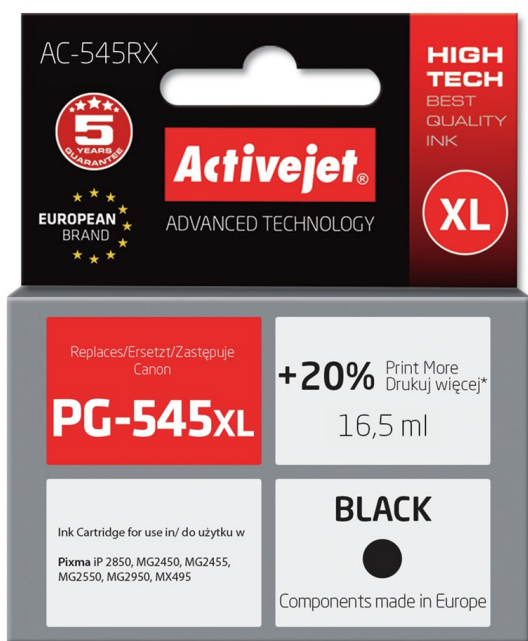 AC-545RX
HIGH
TECH
BEST
QUALITY
INK
5
YEARS
GUARANTEE
Activejet®
EUROPEAN
BRAND
ADVANCED TECHNOLOGY
XL
Replaces/Ersetzt/Zastępuje
Canon
PG-545XL
+20% Print More
Drukuj więcej*
16,5 ml
Ink Cartridge for use in/ do użytku w
Pixma iP 2850, MG2450, MG2455,
MG2550, MG2950, MX495
BLACK
Components made in Europe